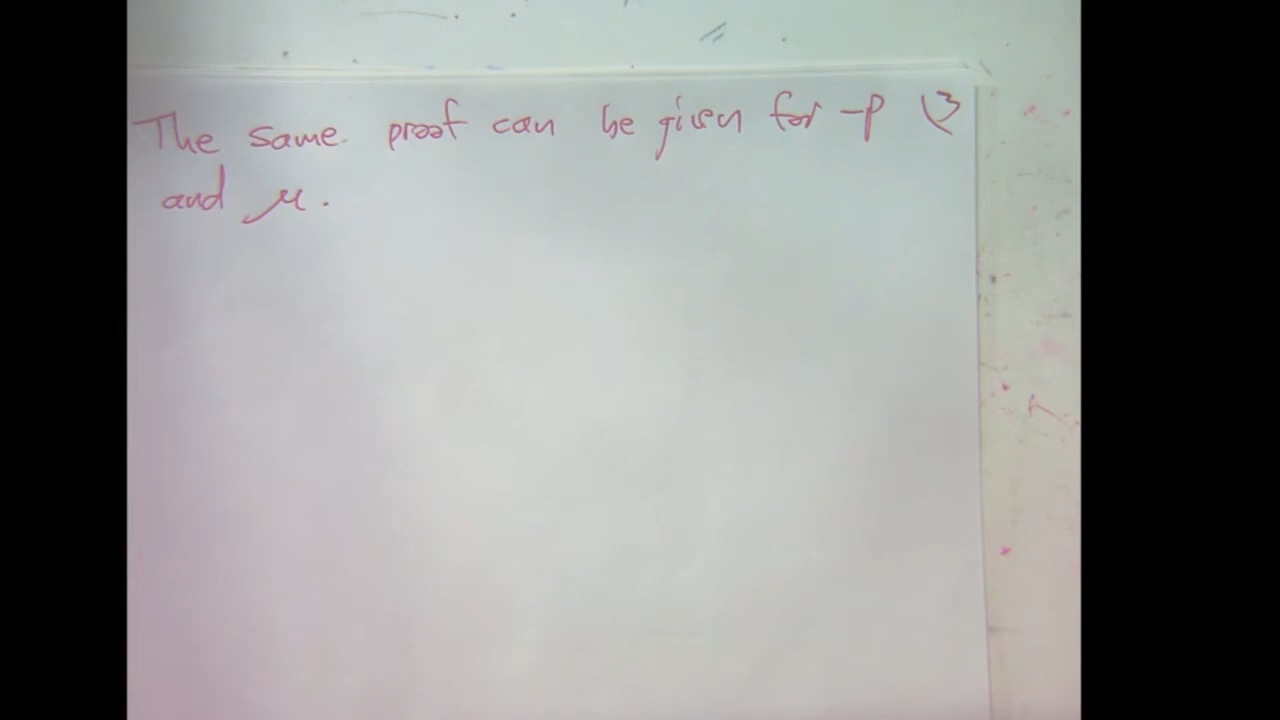 The same proof can be given for -P
and μ.